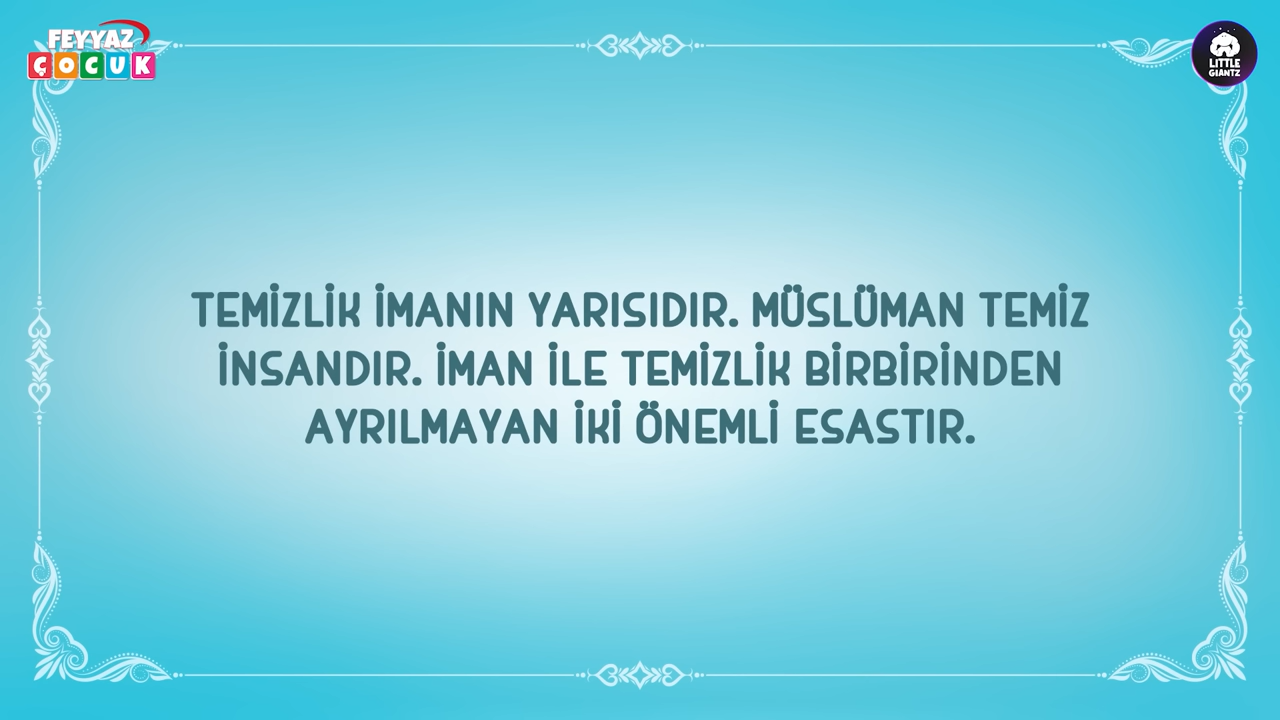 FEYYAZ
ÇOCUK
LITTLE
GIANTZ
TEMİZLİK İMANIN YARISIDIR. MÜSLÜMAN TEMİZ
İNSANDIR. İMAN İLE TEMİZLİK BİRBİRİNDEN
AYRILMAYAN İKİ ÖNEMLİ ESASTIR.